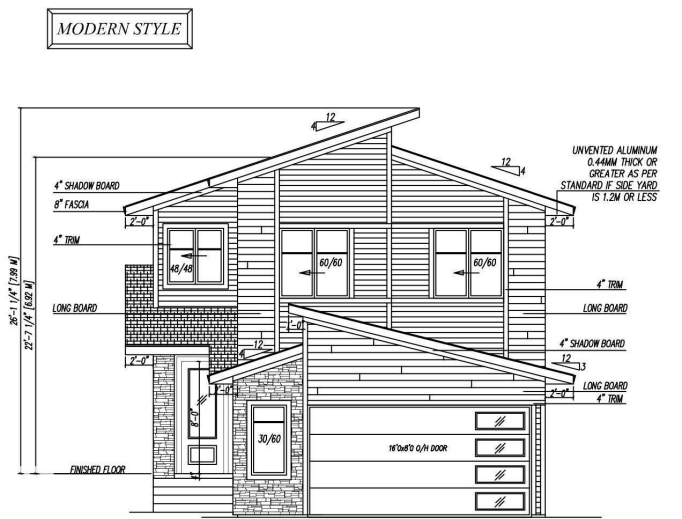 MODERN STYLE
12
4
UNVENTED ALUMINUM
0.44MM THICK OR
GREATER AS PER
STANDARD IF SIDE YARD
IS 1.2M OR LESS
12
4
4" SHADOW BOARD
8" FASCIA
2'-0"
2'-0"
4" TRIM
48/48
60/60
60/60
26'-1 1/4" [7.99 M]
22'-7 1/4" [6.92 M]
4" TRIM
LONG BOARD
LONG BOARD
1'-0"
12
4
4" SHADOW BOARD
12
3
2'-0"
LONG BOARD
2'-0"
4" TRIM
8'-0"
30/60
16'0x8'0 O/H DOOR
FINISHED FLOOR